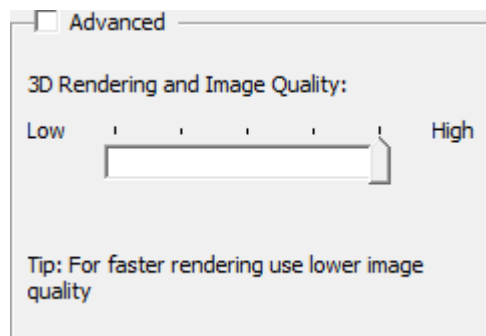 Advanced
3D Rendering and Image Quality:
Low High
Tip: For faster rendering use lower image
quality